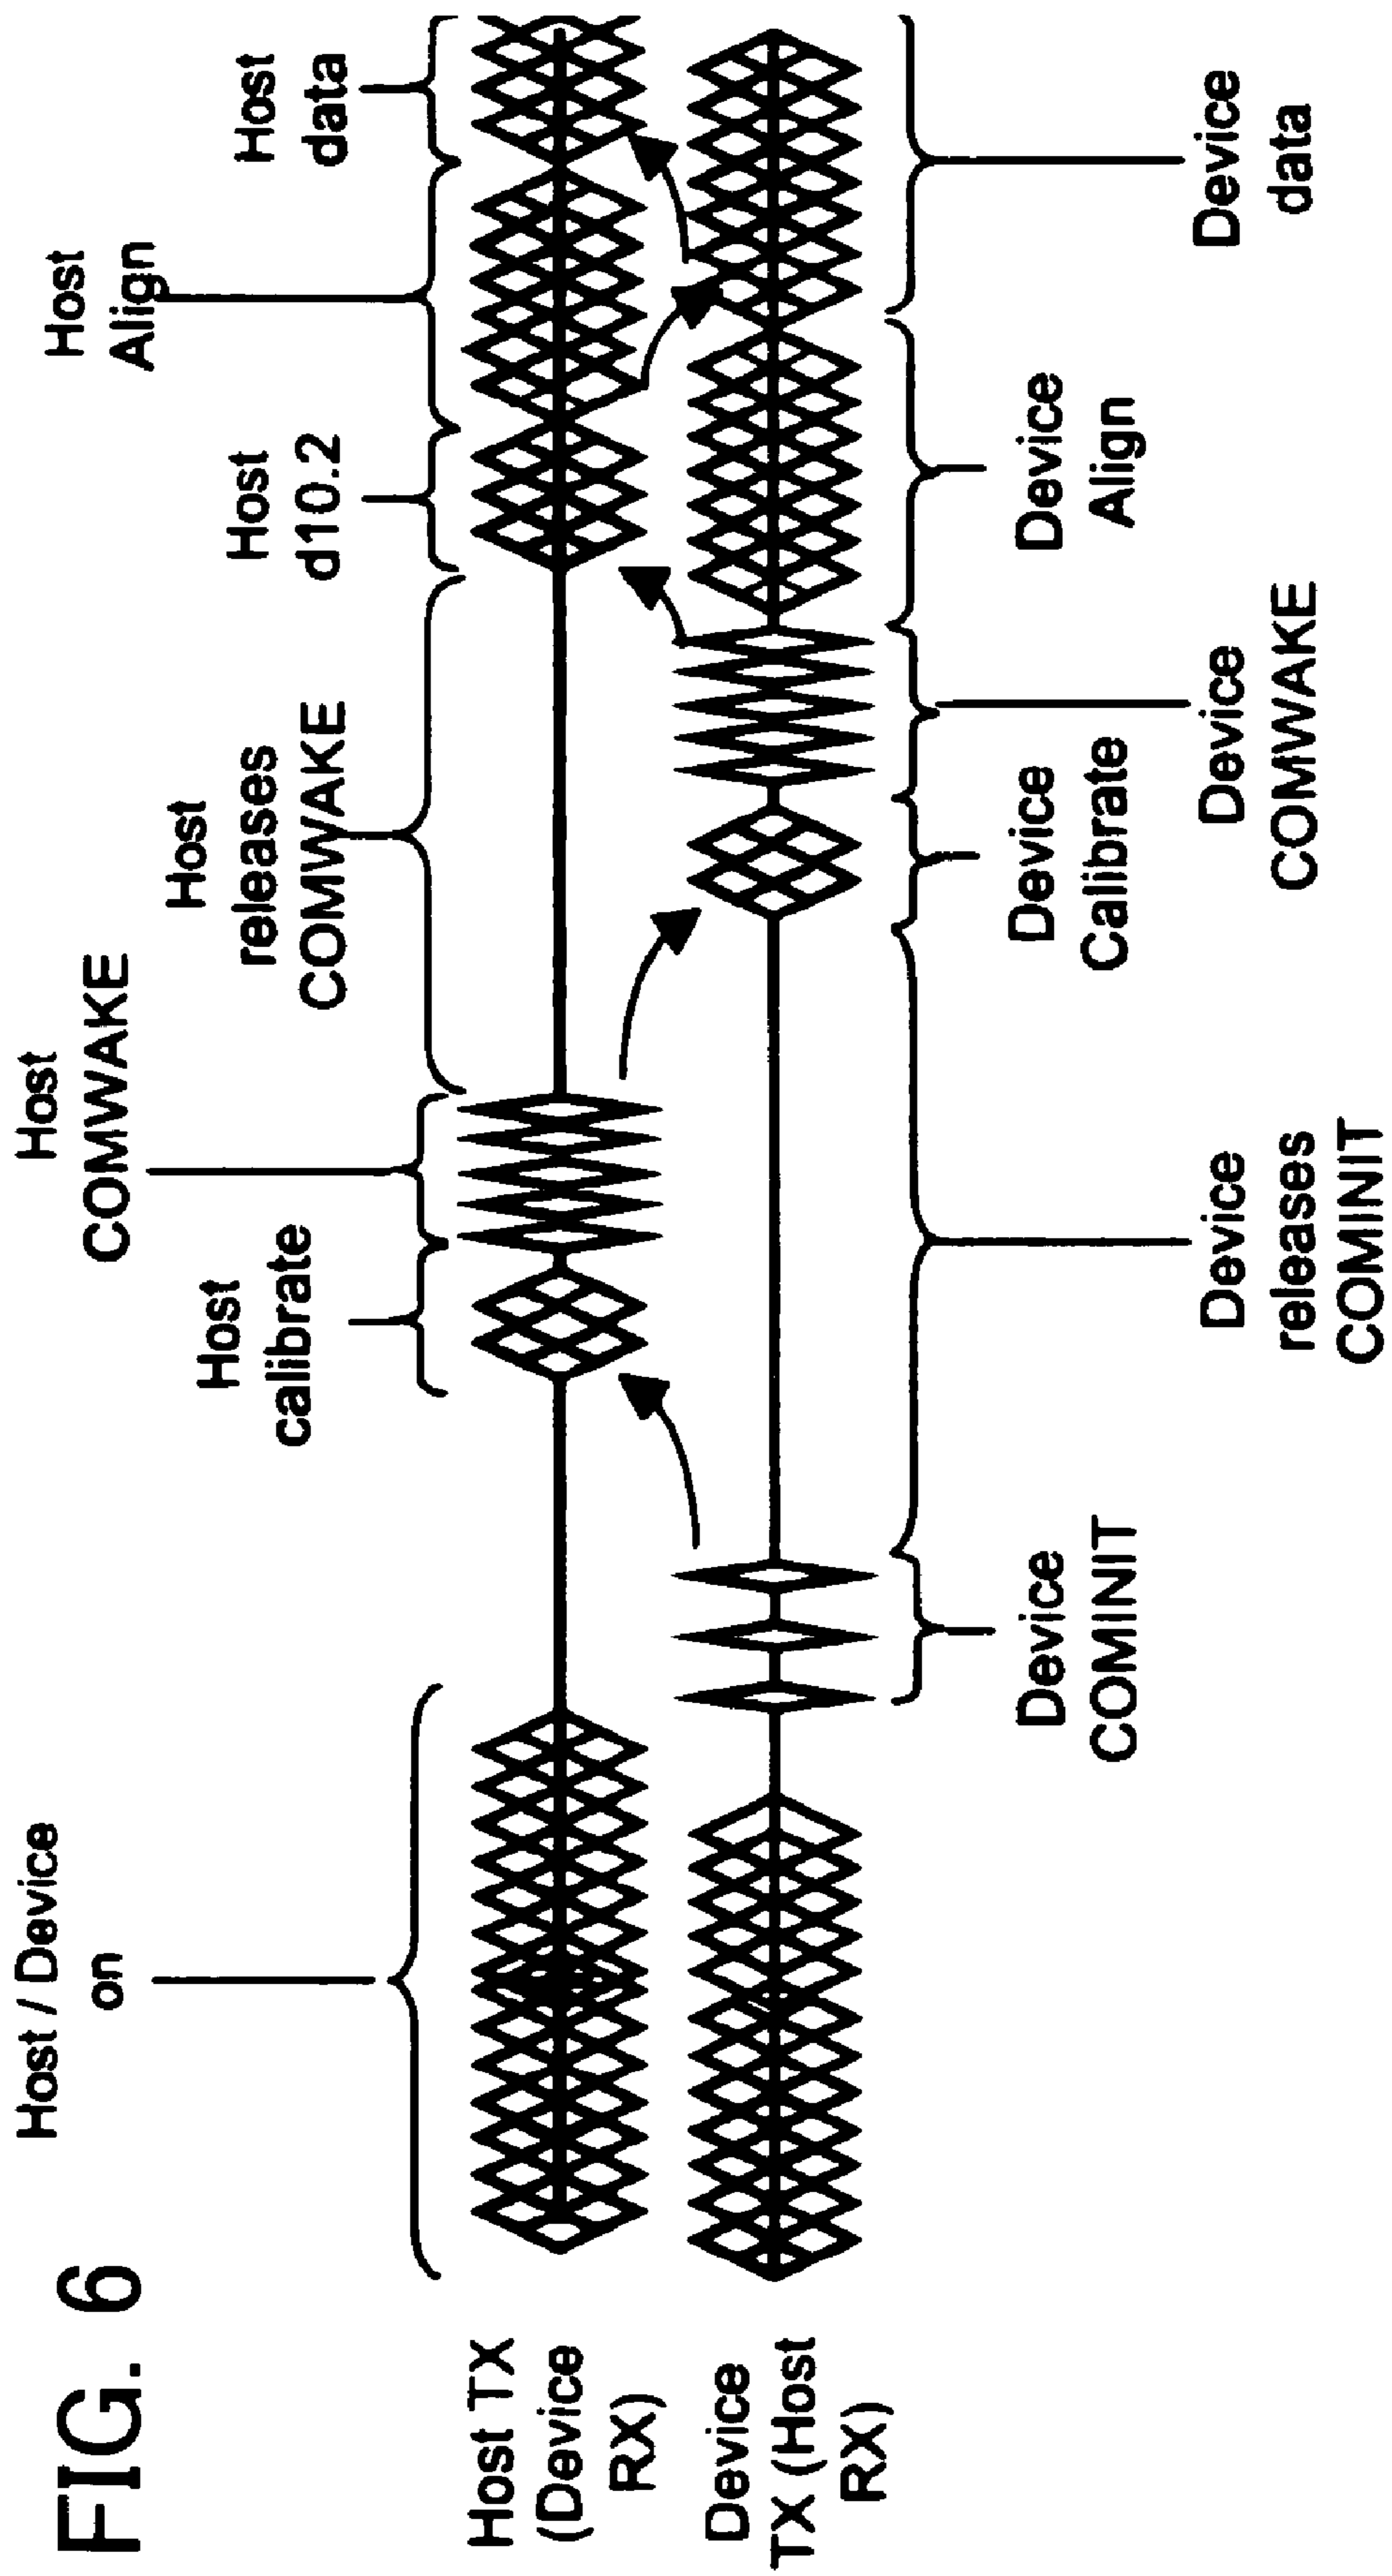 FIG. 6
Host / Device
on
Host
COMWAKE
Host
calibrate
Host
releases
COMWAKE
Host
d10.2
Host
Align
Host
data
Host TX
(Device
RX)
Device
TX (Host
RX)
Device
COMINIT
Device
releases
COMINIT
Device
Calibrate
Device
COMWAKE
Device
Align
Device
data